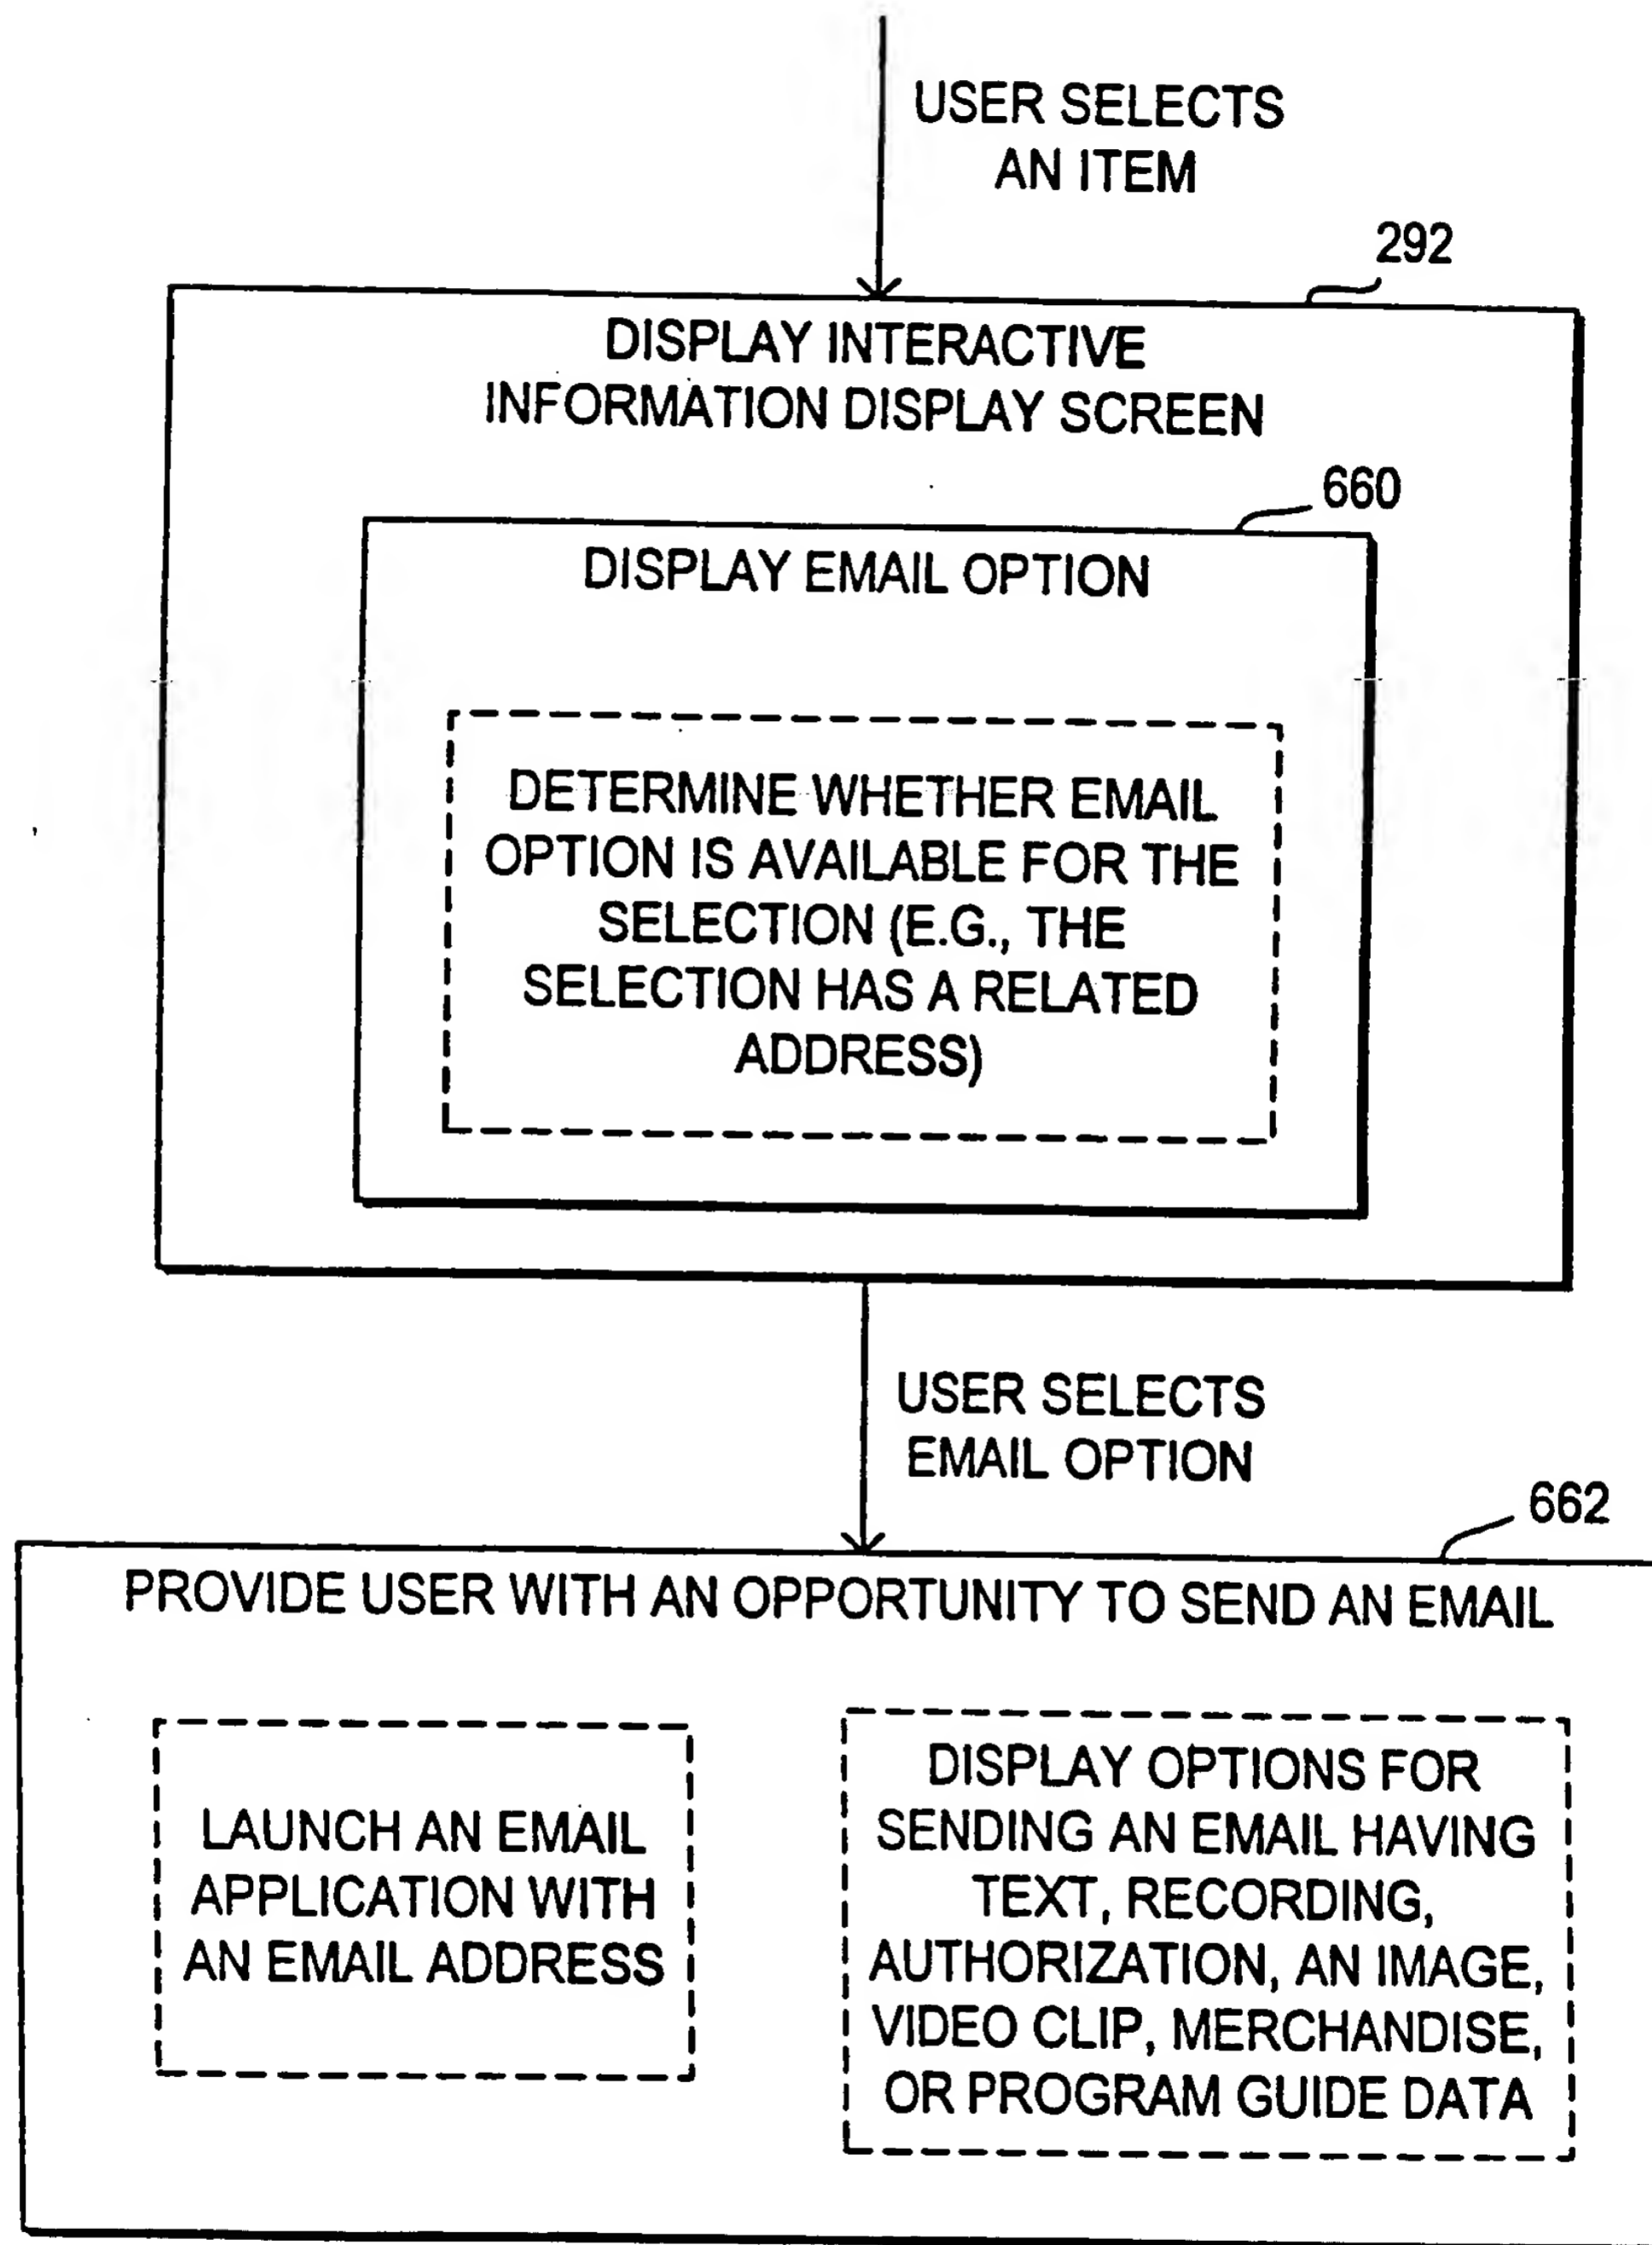 USER SELECTS
AN ITEM
292
DISPLAY INTERACTIVE
INFORMATION DISPLAY SCREEN
660
DISPLAY EMAIL OPTION
DETERMINE WHETHER EMAIL
OPTION IS AVAILABLE FOR THE
SELECTION (E.G., THE
SELECTION HAS A RELATED
ADDRESS)
USER SELECTS
EMAIL OPTION
662
PROVIDE USER WITH AN OPPORTUNITY TO SEND AN EMAIL
LAUNCH AN EMAIL
APPLICATION WITH
AN EMAIL ADDRESS
DISPLAY OPTIONS FOR
SENDING AN EMAIL HAVING
TEXT, RECORDING,
AUTHORIZATION, AN IMAGE,
VIDEO CLIP, MERCHANDISE,
OR PROGRAM GUIDE DATA